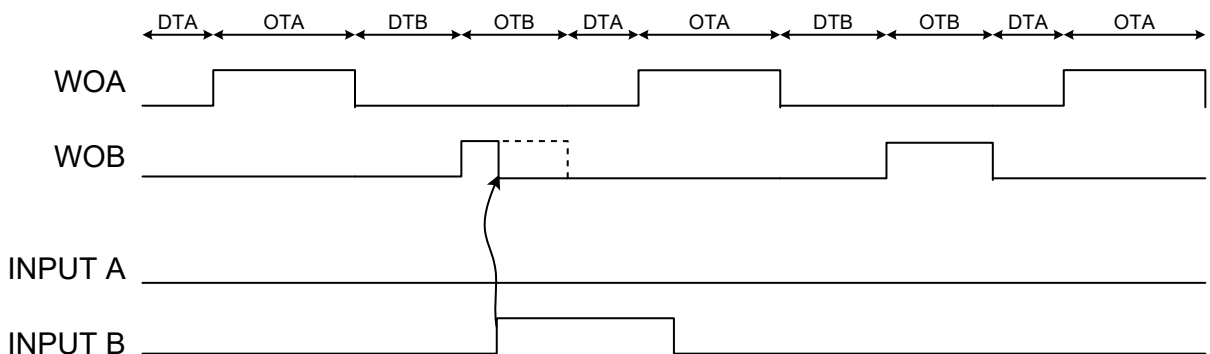 DTA OTA DTB OTB DTA OTA DTB OTB DTA OTA
WOA
WOB
INPUT A
INPUT B